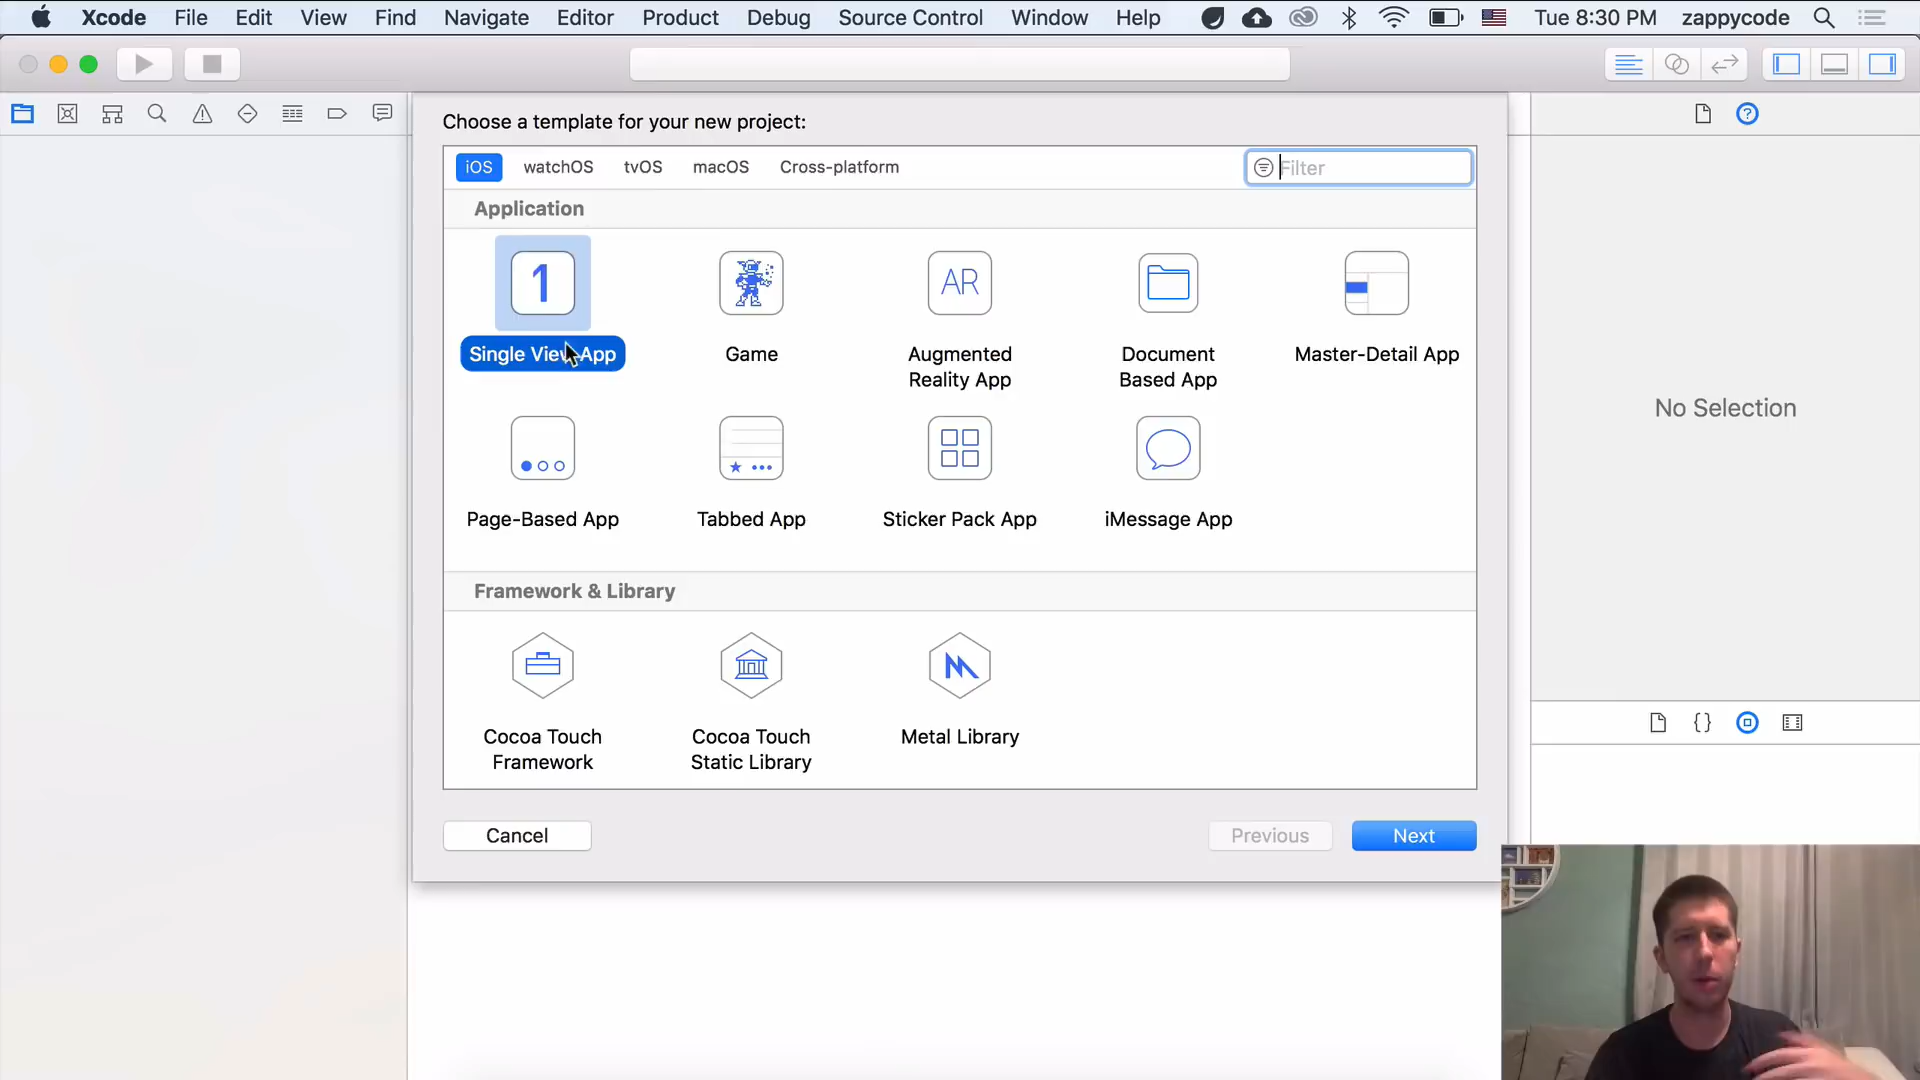 Xcode File Edit View Find Navigate Editor Product Debug Source Control Window Help Tue 8:30 PM zappycode
Choose a template for your new project:
iOS watchOS tvOS macOS Cross-platform Filter
Application
1
AR
Single View App
Game
Augmented
Reality App
Document
Based App
Master-Detail App
No Selection
Page-Based App
Tabbed App
Sticker Pack App
iMessage App
Framework & Library
Cocoa Touch
Framework
Cocoa Touch
Static Library
Metal Library
Cancel
Previous
Next